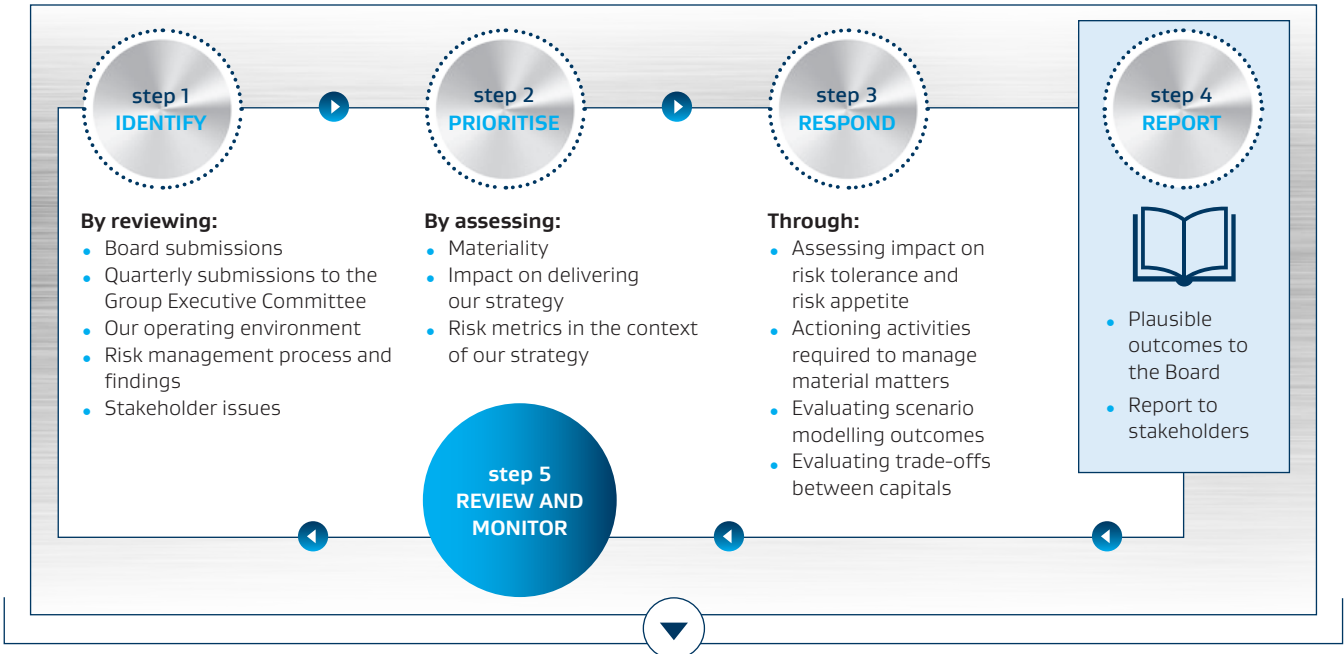 step 1
IDENTIFY
By reviewing:
• Board submissions
• Quarterly submissions to the
Group Executive Committee
• Our operating environment
• Risk management process and
findings
• Stakeholder issues
step 2
PRIORITISE
By assessing:
• Materiality
• Impact on delivering
our strategy
• Risk metrics in the context
of our strategy
step 3
RESPOND
Through:
• Assessing impact on
risk tolerance and
risk appetite
• Actioning activities
required to manage
material matters
• Evaluating scenario
modelling outcomes
• Evaluating trade-offs
between capitals
step 4
REPORT
• Plausible
outcomes to
the Board
• Report to
stakeholders
step 5
REVIEW AND
MONITOR